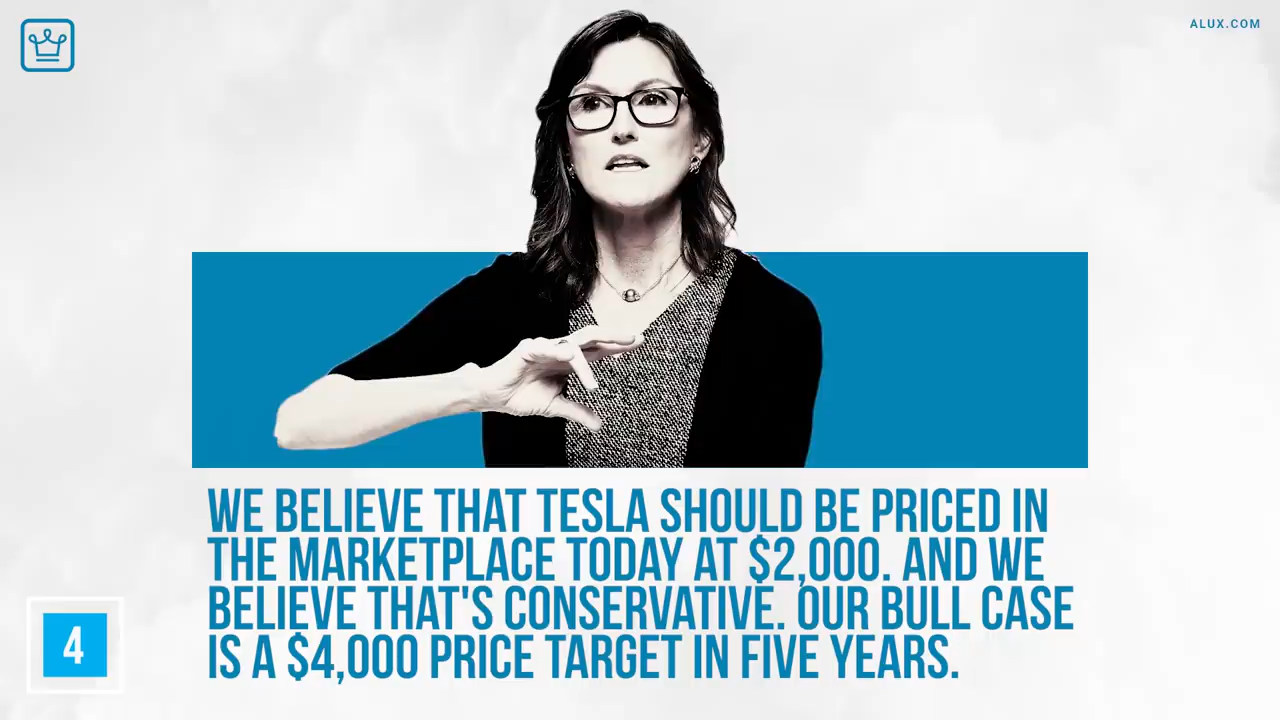 ALUX.COM
WE BELIEVE THAT TESLA SHOULD BE PRICED IN
THE MARKETPLACE TODAY AT $2,000. AND WE
BELIEVE THAT'S CONSERVATIVE. OUR BULL CASE
IS A $4,000 PRICE TARGET IN FIVE YEARS.
4